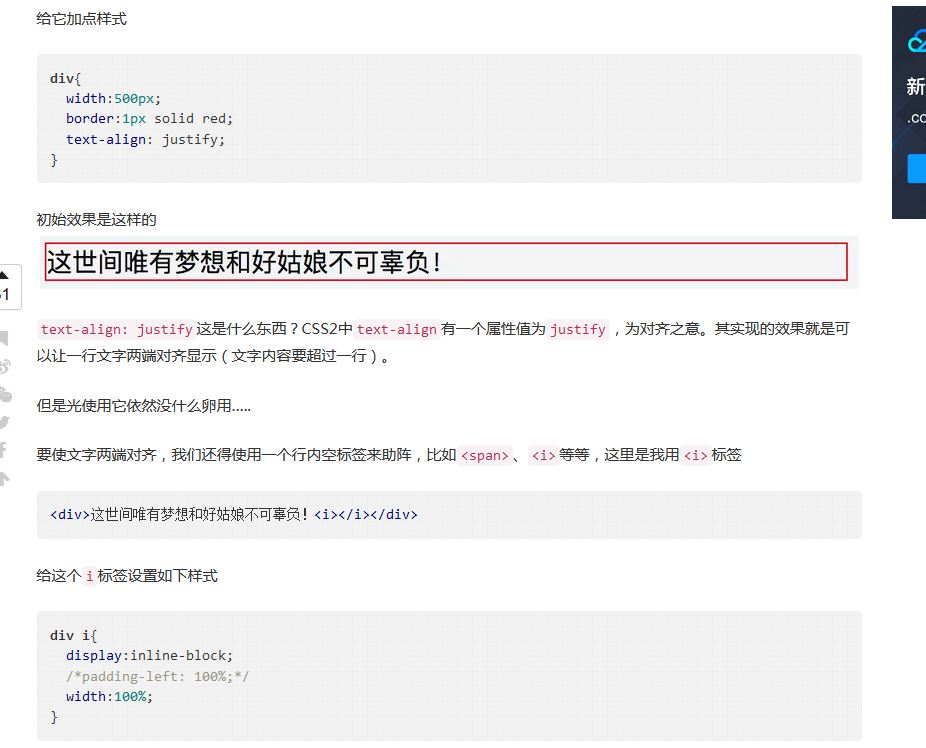 给它加点样式
div{
width:500px;
border:1px solid red;
text-align: justify;
}
初始效果是这样的
这世间唯有梦想和好姑娘不可辜负!
text-align: justify 这是什么东西？CSS2中 text-align 有一个属性值为 justify ，为对齐之意。其实现的效果就是可
以让一行文字两端对齐显示（文字内容要超过一行）。
但是光使用它依然没什么卵用.....
要使文字两端对齐，我们还得使用一个行内空标签来助阵，比如 <span> 、 <i> 等等，这里是我用 <i> 标签
<div>这世间唯有梦想和好姑娘不可辜负!<i></i></div>
给这个 i 标签设置如下样式
div i{
display:inline-block;
/*padding-left: 100%;*/
width:100%;
}
新